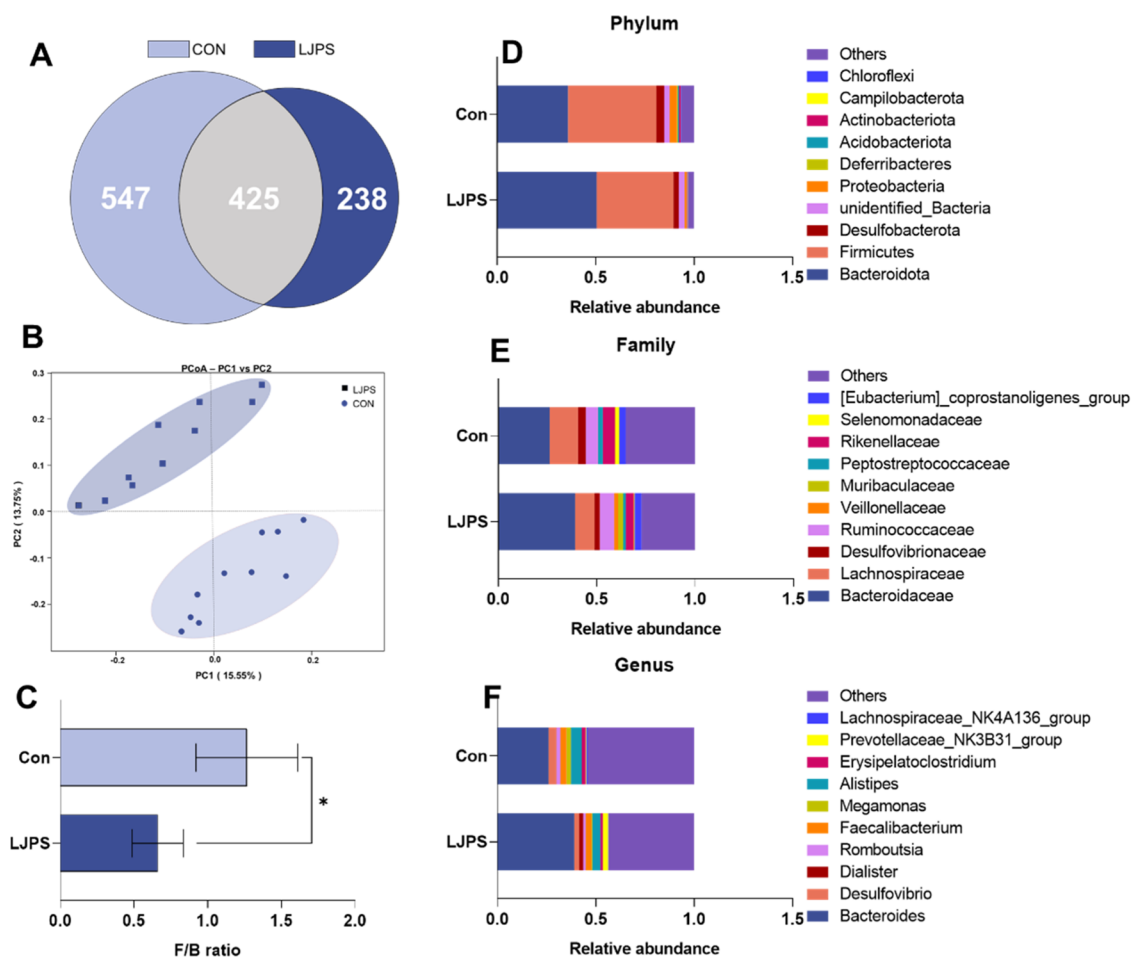 A
CON
LJPS
547
425
238
B
PCoA – PC1 vs PC2
LJPS
CON
0.3
0.2
0.1
0.0
-0.1
-0.2
PC2 ( 13.75% )
-0.2
0.0
0.2
PC1 ( 15.55% )
C
Con
LJPS
*
0.0
0.5
1.0
1.5
2.0
F/B ratio
Phylum
D
Con
LJPS
0.0
0.5
1.0
1.5
Relative abundance
Others
Chloroflexi
Campilobacterota
Actinobacteriota
Acidobacteriota
Deferribacteres
Proteobacteria
unidentified_Bacteria
Desulfobacterota
Firmicutes
Bacteroidota
E
Family
Con
LJPS
0.0
0.5
1.0
1.5
Relative abundance
Others
[Eubacterium]_coprostanoligenes_group
Selenomonadaceae
Rikenellaceae
Peptostreptococcaceae
Muribaculaceae
Veillonellaceae
Ruminococcaceae
Desulfovibrionaceae
Lachnospiraceae
Bacteroidaceae
Genus
F
Con
LJPS
0.0
0.5
1.0
1.5
Relative abundance
Others
Lachnospiraceae_NK4A136_group
Prevotellaceae_NK3B31_group
Erysipelatoclostridium
Alistipes
Megamonas
Faecalibacterium
Romboutsia
Dialister
Desulfovibrio
Bacteroides